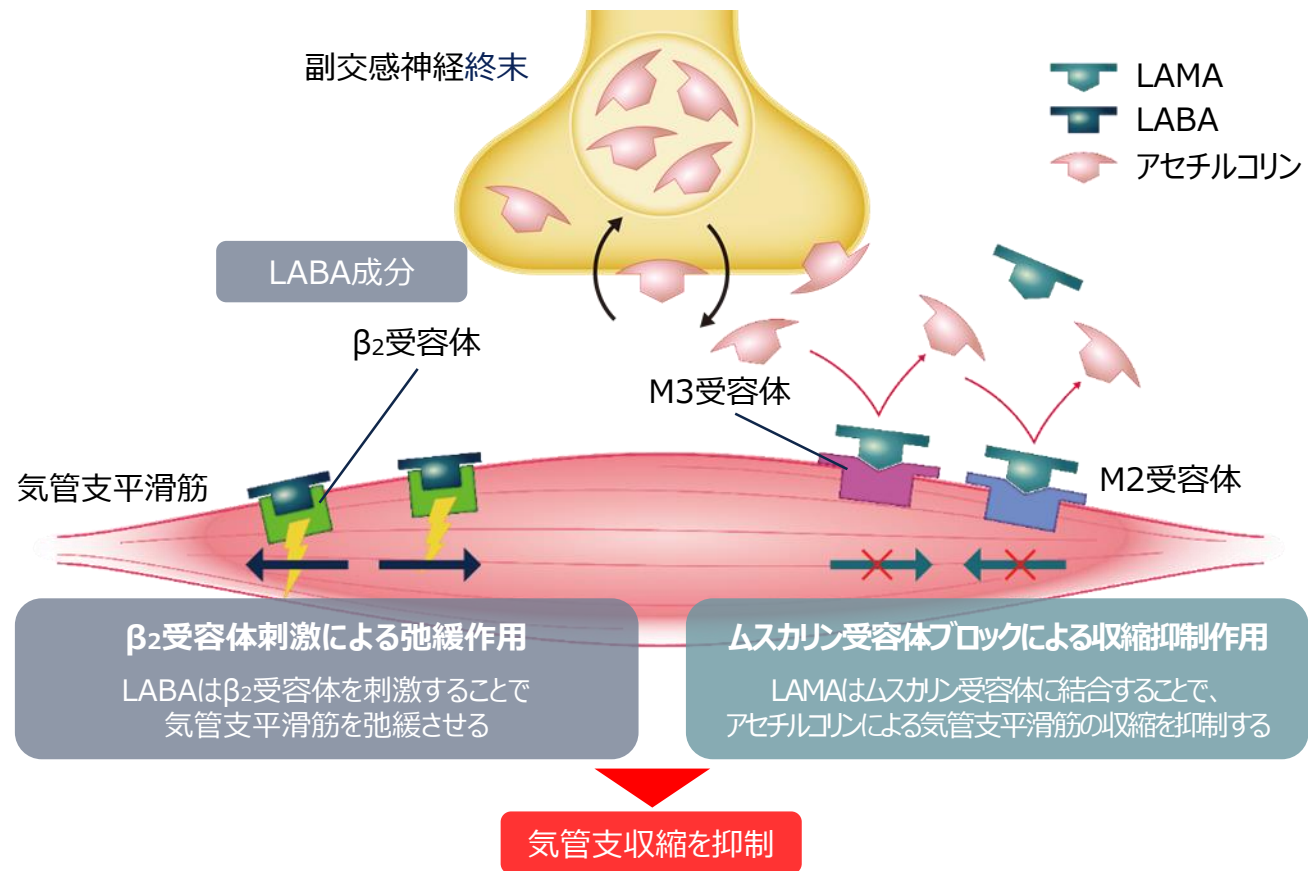 副交感神経終末
LAMA
LABA
アセチルコリン
LABA成分
β₂受容体
M3受容体
気管支平滑筋
M2受容体
β₂受容体刺激による弛緩作用
LABAはβ₂受容体を刺激することで
気管支平滑筋を弛緩させる
ムスカリン受容体ブロックによる収縮抑制作用
LAMAはムスカリン受容体に結合することで、
アセチルコリンによる気管支平滑筋の収縮を抑制する
気管支収縮を抑制